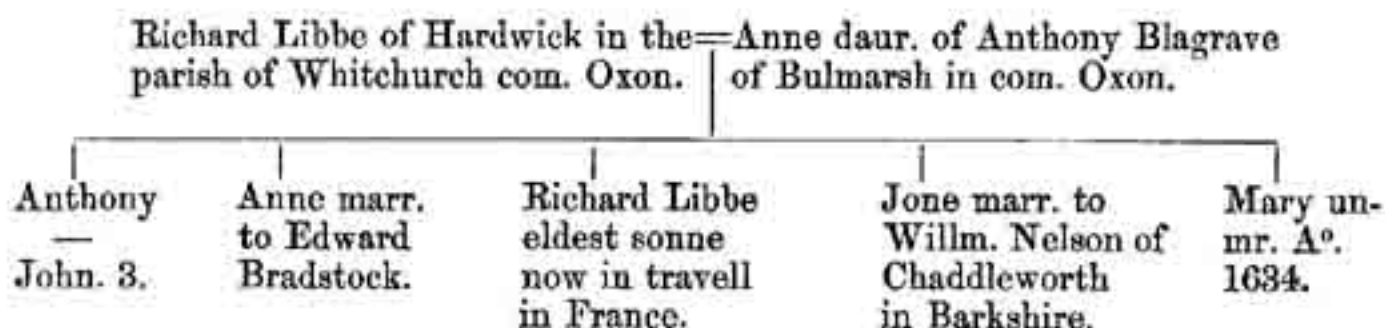 Richard Libbe of Hardwick in the=Anne daur. of Anthony Blagrave
parish of Whitchurch com. Oxon. of Bulmarsh in com. Oxon.
Anthony
—
John. 3.
Anne marr.
to Edward
Bradstock.
Richard Libbe
eldest sonne
now in travell
in France.
Jone marr. to
Willm. Nelson of
Chaddleworth
in Barkshire.
Mary un-
mr. Aº.
1634.